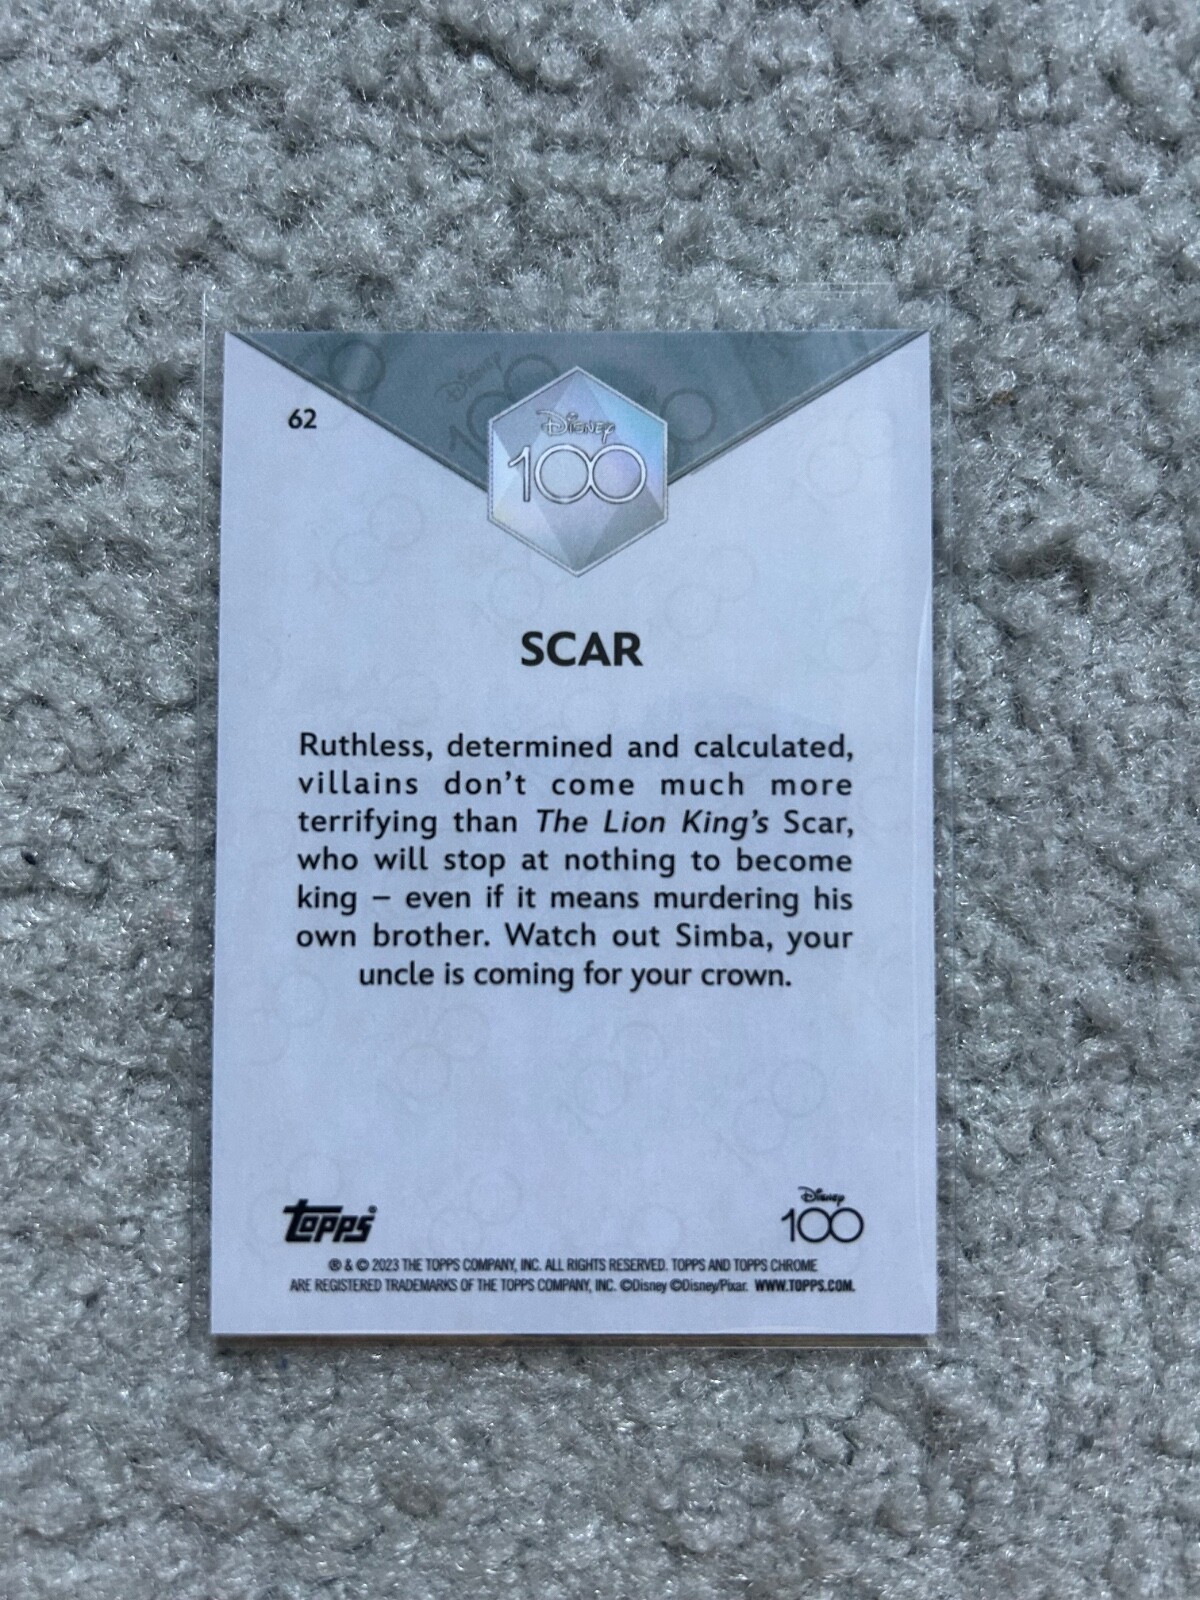 62
Disney
100
SCAR
Ruthless, determined and calculated,
villains don't come much more
terrifying than The Lion King's Scar,
who will stop at nothing to become
king – even if it means murdering his
own brother. Watch out Simba, your
uncle is coming for your crown.
Topps®
Disney
100
® & © 2023 THE TOPPS COMPANY, INC. ALL RIGHTS RESERVED. TOPPS AND TOPPS CHROME
ARE REGISTERED TRADEMARKS OF THE TOPPS COMPANY, INC. ©Disney ©Disney/Pixar. WWW.TOPPS.COM.